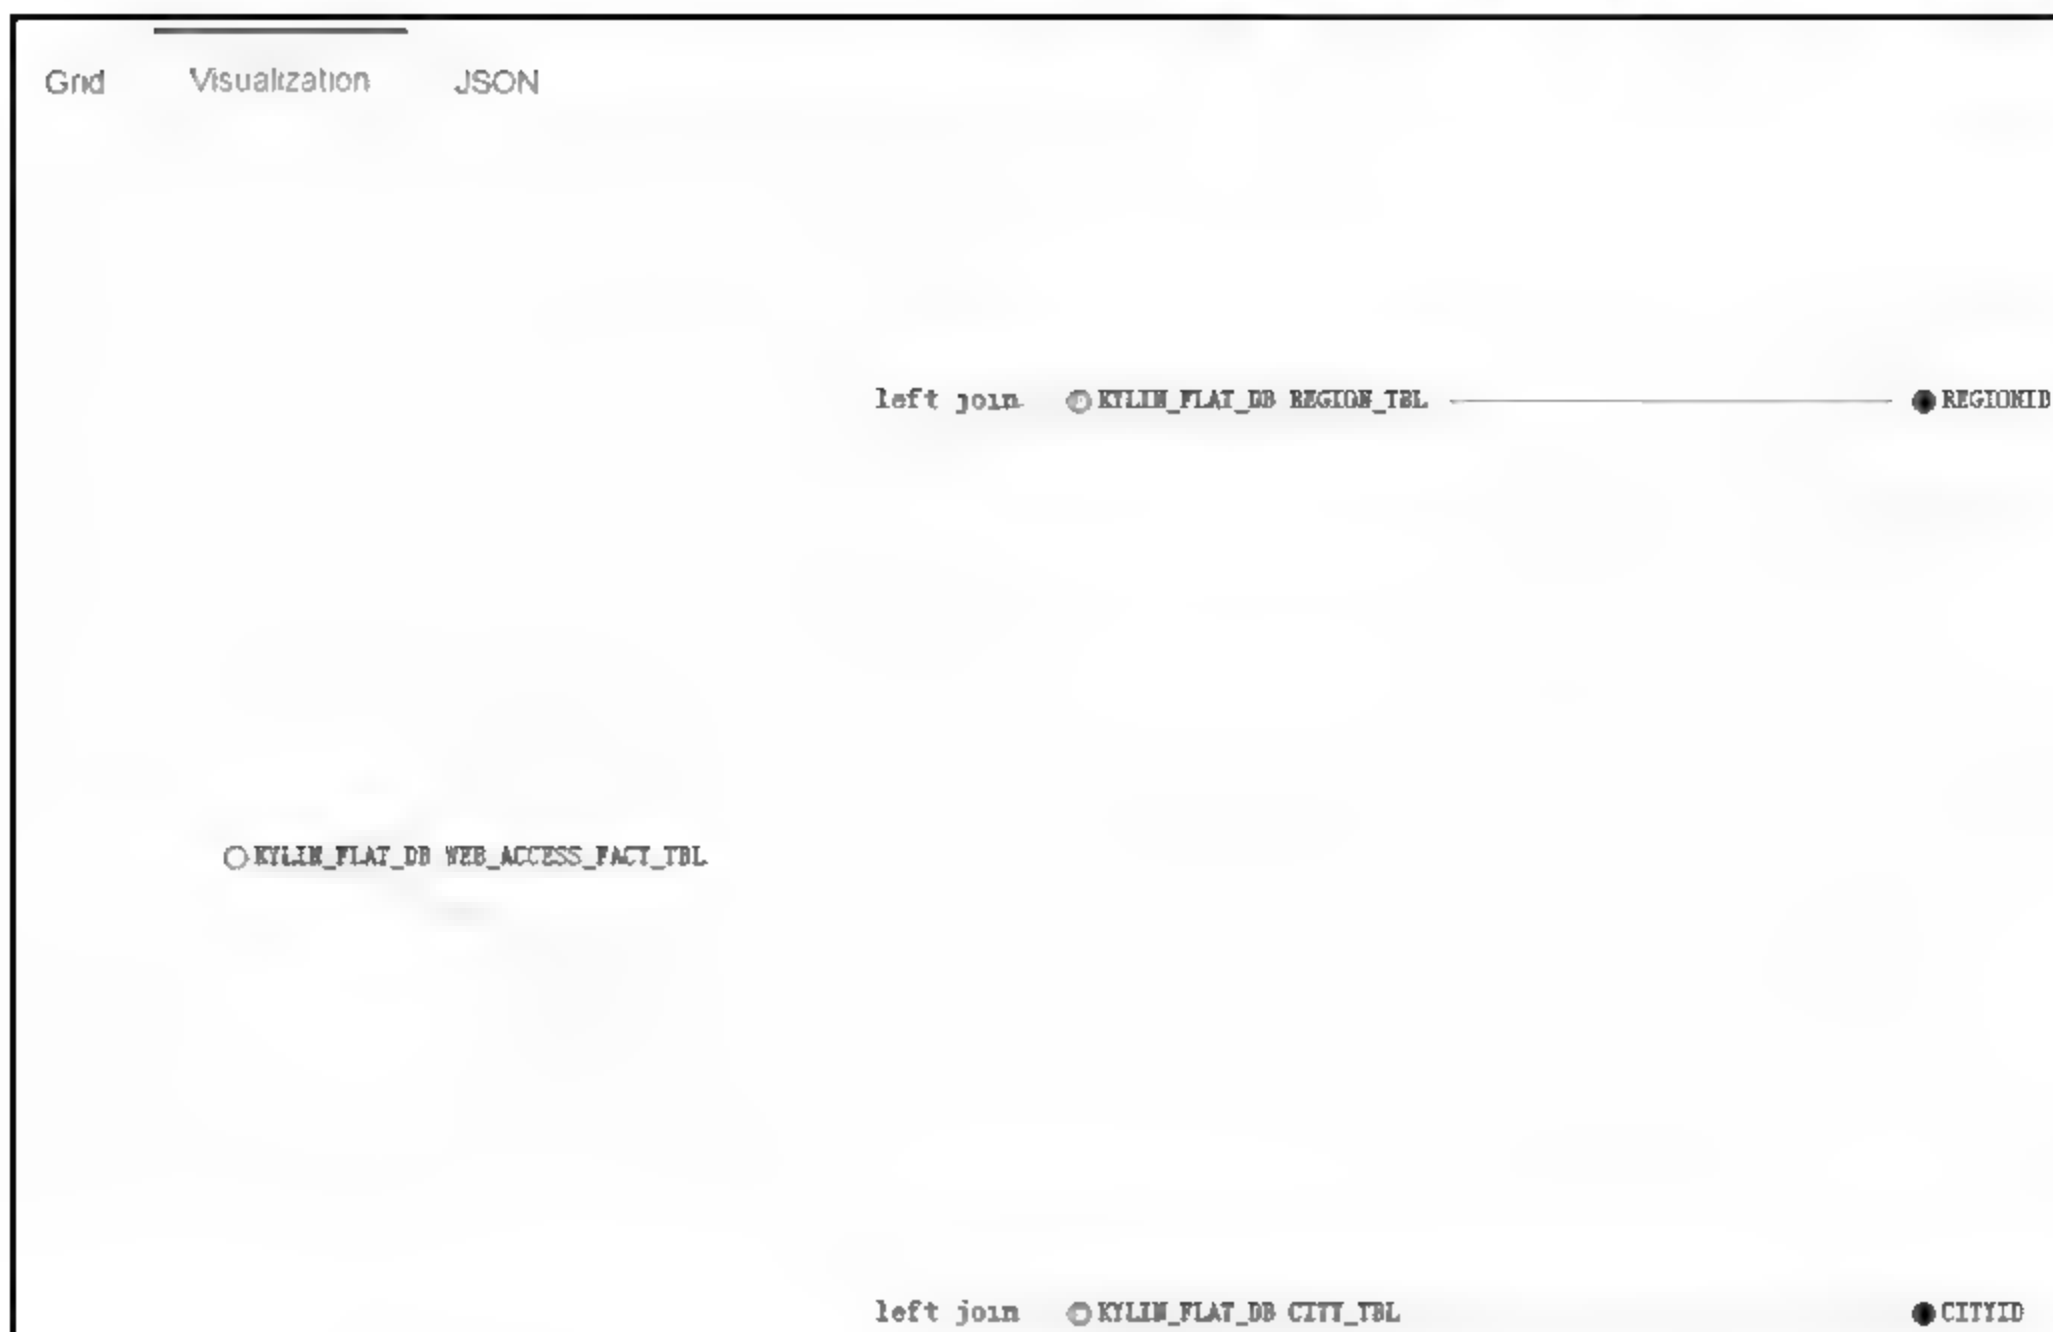 Grid Visualization JSON
left join KYLIN_FLAT_DB REGION_TBL REGIONID
KYLIN_FLAT_DB WEB_ACCESS_FACT_TBL
left join KYLIN_FLAT_DB CITY_TBL CITYID